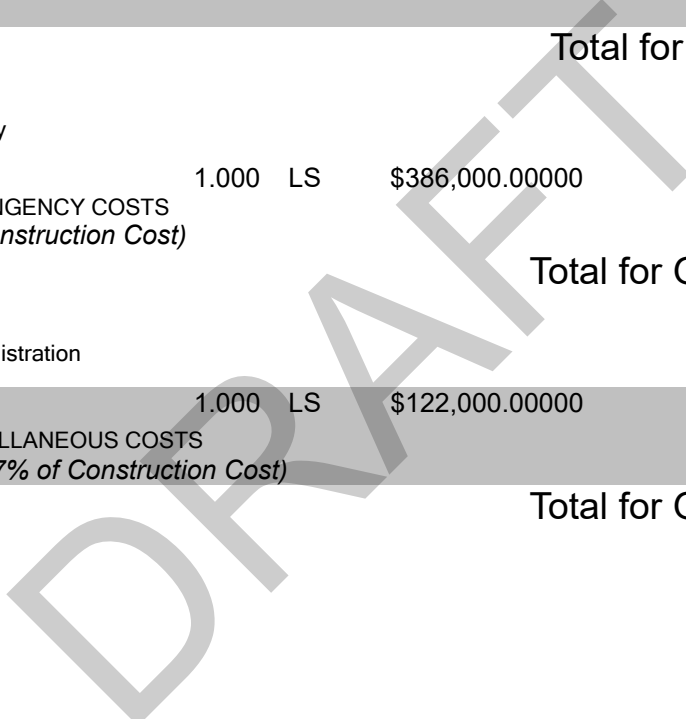 Total for
y
1.000 LS $386,000.00000
NGENCY COSTS
nstruction Cost)
Total for C
istration
1.000 LS $122,000.00000
LLANEOUS COSTS
7% of Construction Cost)
Total for C
DRAFT